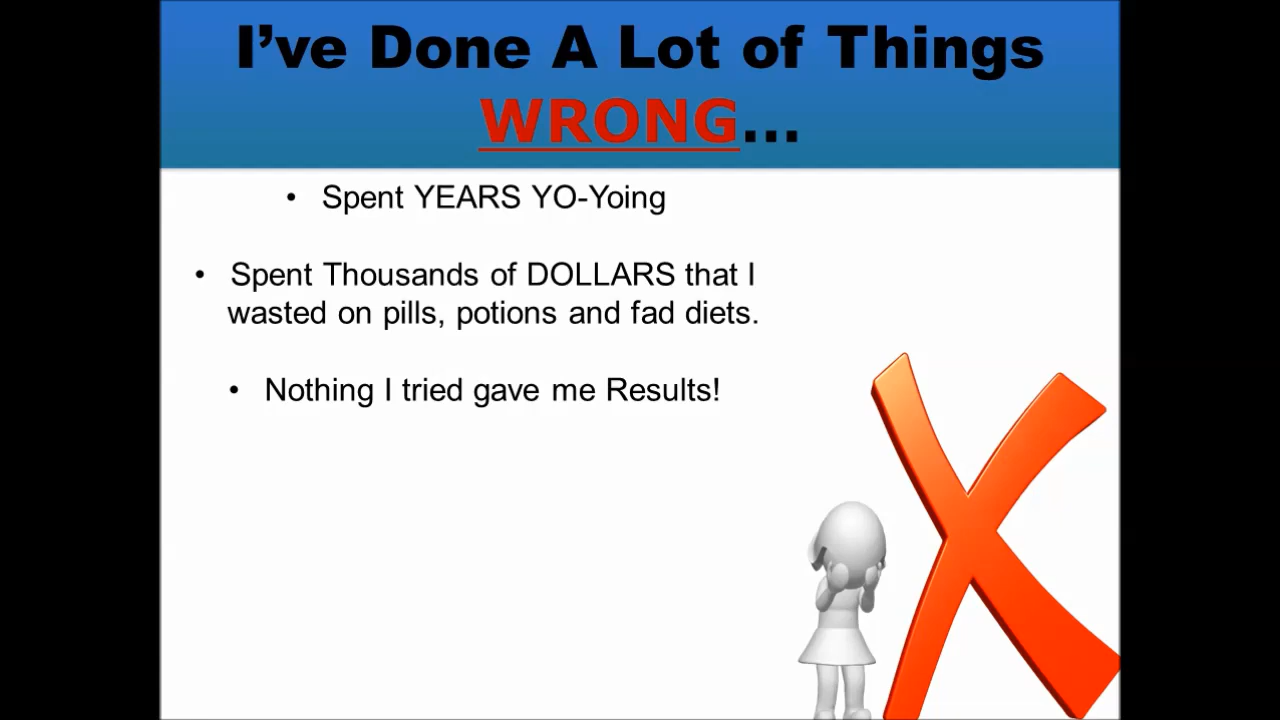 I've Done A Lot of Things
WRONG...
• Spent YEARS YO-Yoing
• Spent Thousands of DOLLARS that I
wasted on pills, potions and fad diets.
• Nothing I tried gave me Results!